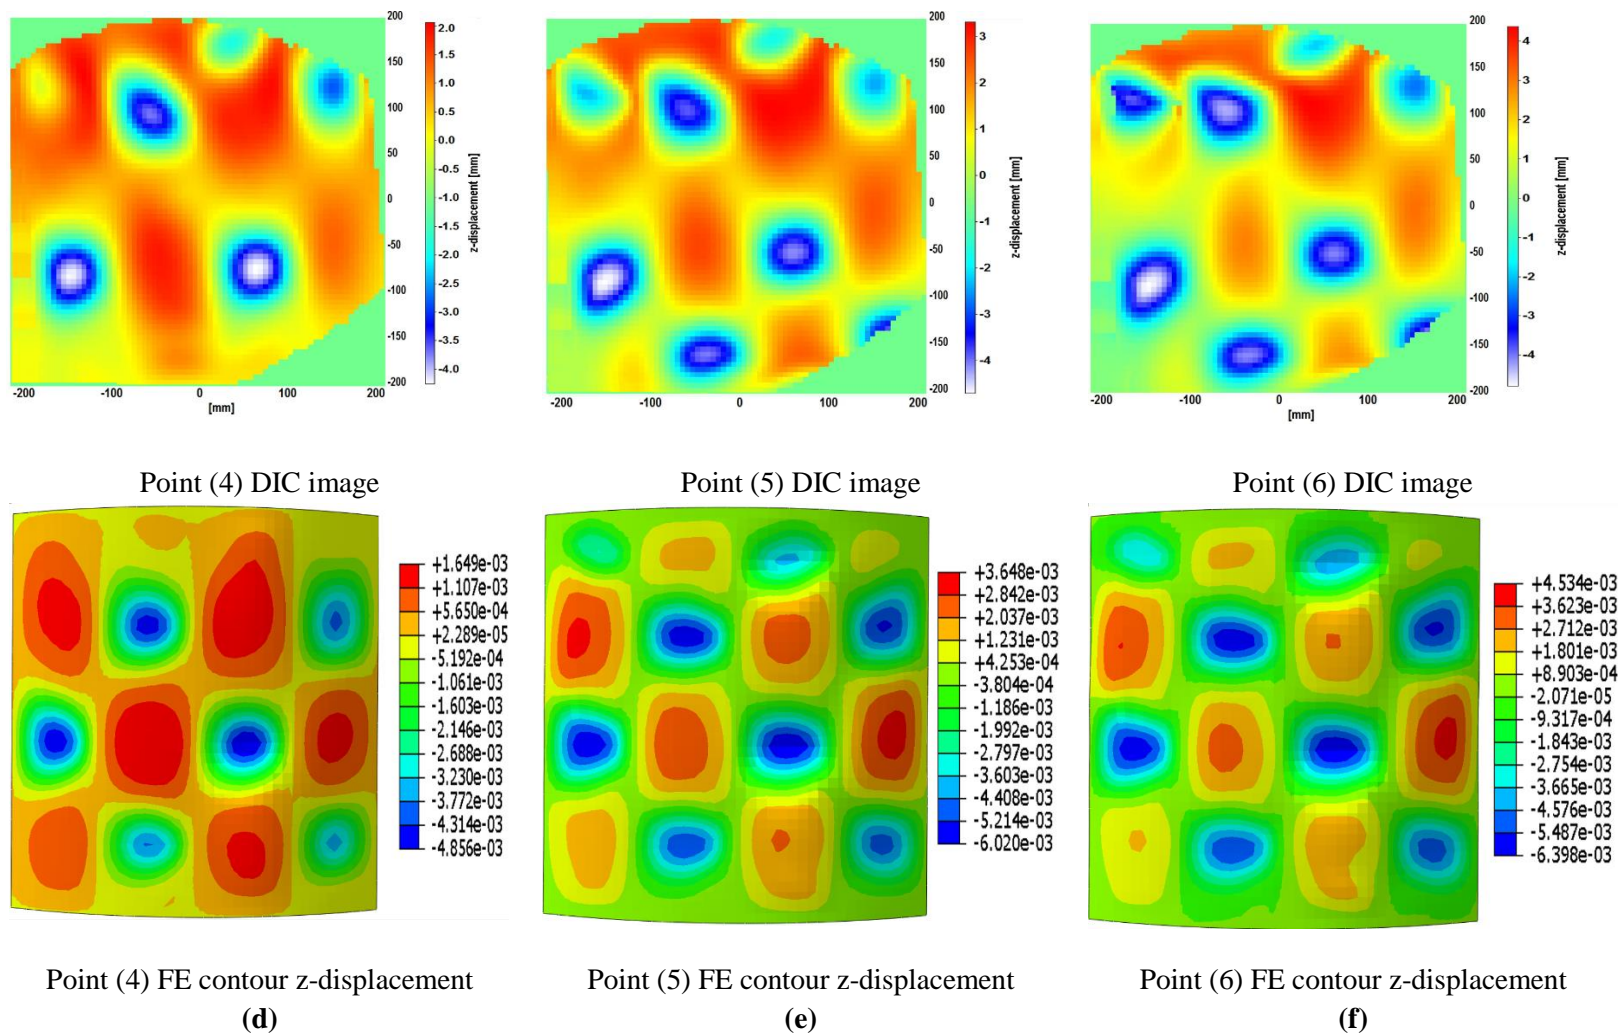 200
150
100
50
0
-50
-100
-150
-200
2.0
1.5
1.0
0.5
0.0
-0.5
-1.0
-1.5
-2.0
-2.5
-3.0
-3.5
-4.0
z-displacement [mm]
-200 -100 0 100 200
[mm]
200
150
100
50
0
-50
-100
-150
-200
3
2
1
0
-1
-2
-3
-4
z-displacement [mm]
-200 -100 0 100 200
200
150
100
50
0
-50
-100
-150
-200
4
3
2
1
0
-1
-2
-3
-4
z-displacement [mm]
-200 -100 0 100 200
[mm]
Point (4) DIC image
Point (5) DIC image
Point (6) DIC image
+1.649e-03
+1.107e-03
+5.650e-04
+2.289e-05
-5.192e-04
-1.061e-03
-1.603e-03
-2.146e-03
-2.688e-03
-3.230e-03
-3.772e-03
-4.314e-03
-4.856e-03
+3.648e-03
+2.842e-03
+2.037e-03
+1.231e-03
+4.253e-04
-3.804e-04
-1.186e-03
-1.992e-03
-2.797e-03
-3.603e-03
-4.408e-03
-5.214e-03
-6.020e-03
+4.534e-03
+3.623e-03
+2.712e-03
+1.801e-03
+8.903e-04
-2.071e-05
-9.317e-04
-1.843e-03
-2.754e-03
-3.665e-03
-4.576e-03
-5.487e-03
-6.398e-03
Point (4) FE contour z-displacement
Point (5) FE contour z-displacement
Point (6) FE contour z-displacement
(d)
(e)
(f)